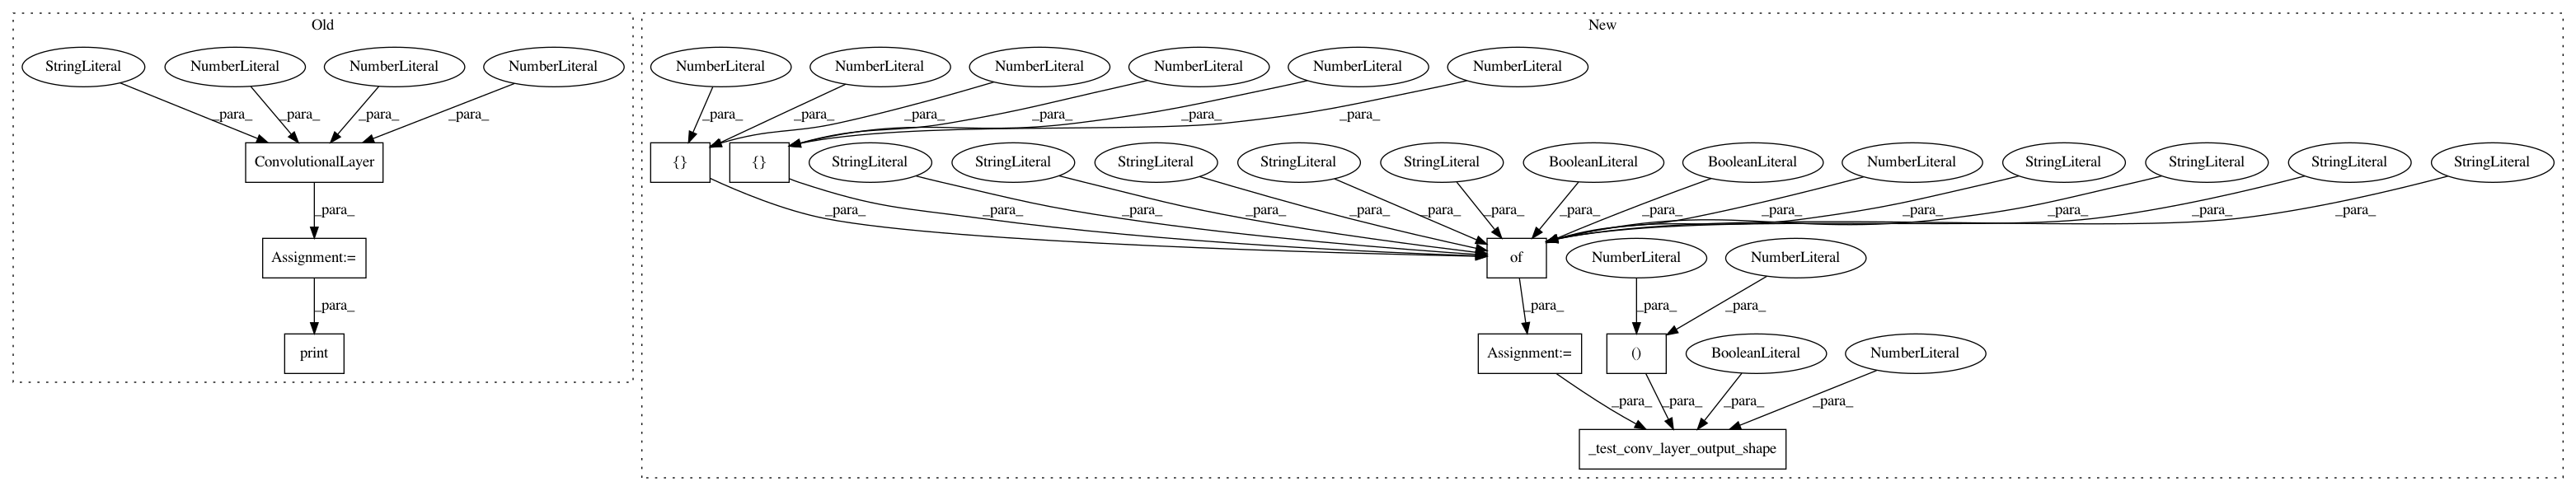 Old
New
StringLiteral NumberLiteral NumberLiteral NumberLiteral NumberLiteral NumberLiteral NumberLiteral NumberLiteral NumberLiteral NumberLiteral
_para_ _para_ _para_ _para_ _para_ _para_ _para_ _para_ _para_ _para_
ConvolutionalLayer {} {} StringLiteral StringLiteral StringLiteral StringLiteral StringLiteral BooleanLiteral BooleanLiteral NumberLiteral StringLiteral StringLiteral StringLiteral StringLiteral
_para_ _para_ _para_ _para_ _para_ _para_ _para_ _para_ _para_ _para_ _para_ _para_ _para_ _para_ _para_
Assignment:= of NumberLiteral NumberLiteral
_para_ _para_ _para_ _para_
print Assignment:= () BooleanLiteral NumberLiteral
_para_ _para_ _para_ _para_
_test_conv_layer_output_shape